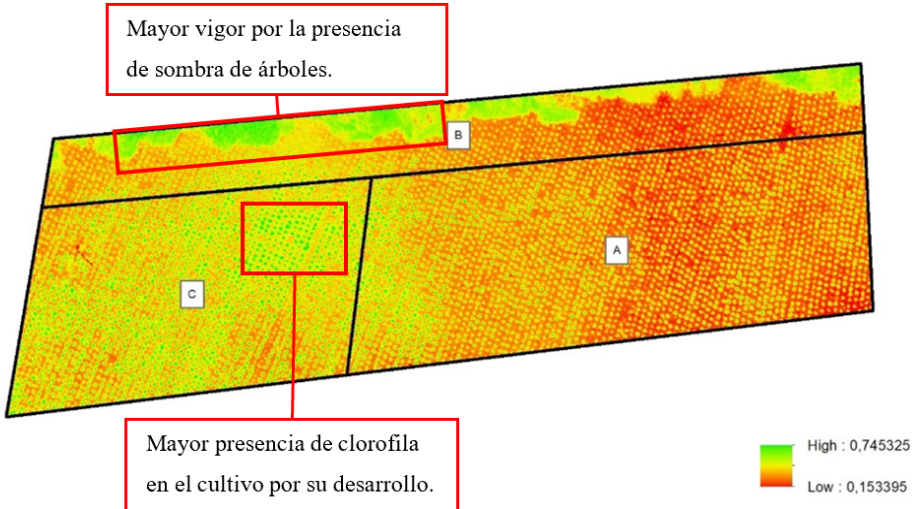 Mayor vigor por la presencia
de sombra de árboles.
B
A
C
Mayor presencia de clorofila
en el cultivo por su desarrollo.
High : 0,745325
Low : 0,153395